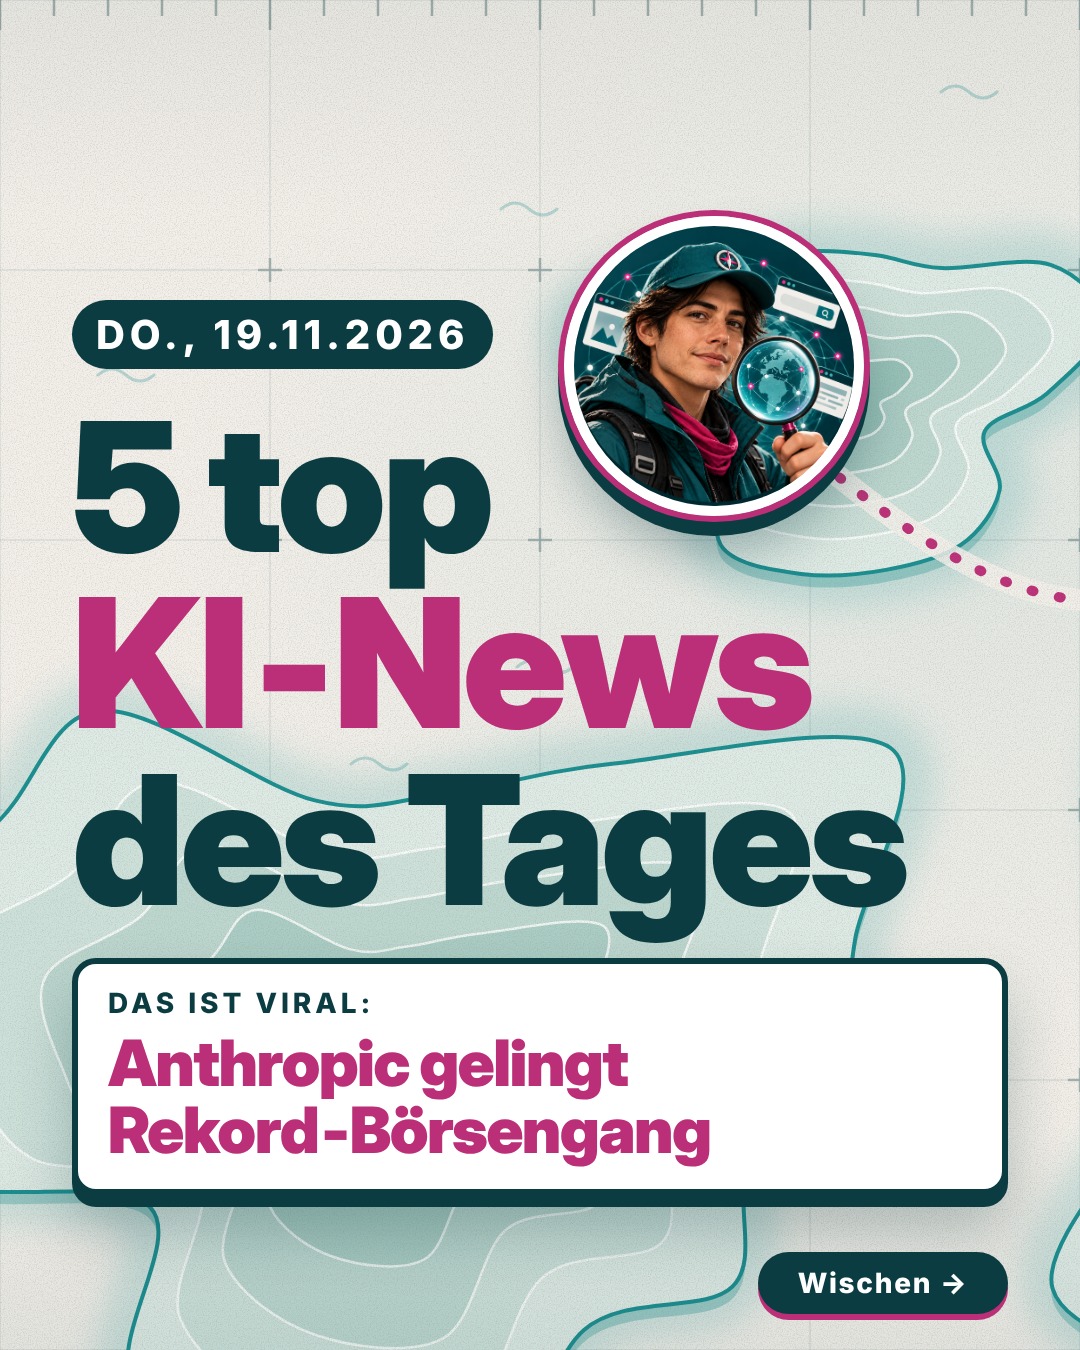 DO., 19.11.2026
5 top
KI-News
des Tages
DAS IST VIRAL:
Anthropic gelingt
Rekord-Börsengang
Wischen →